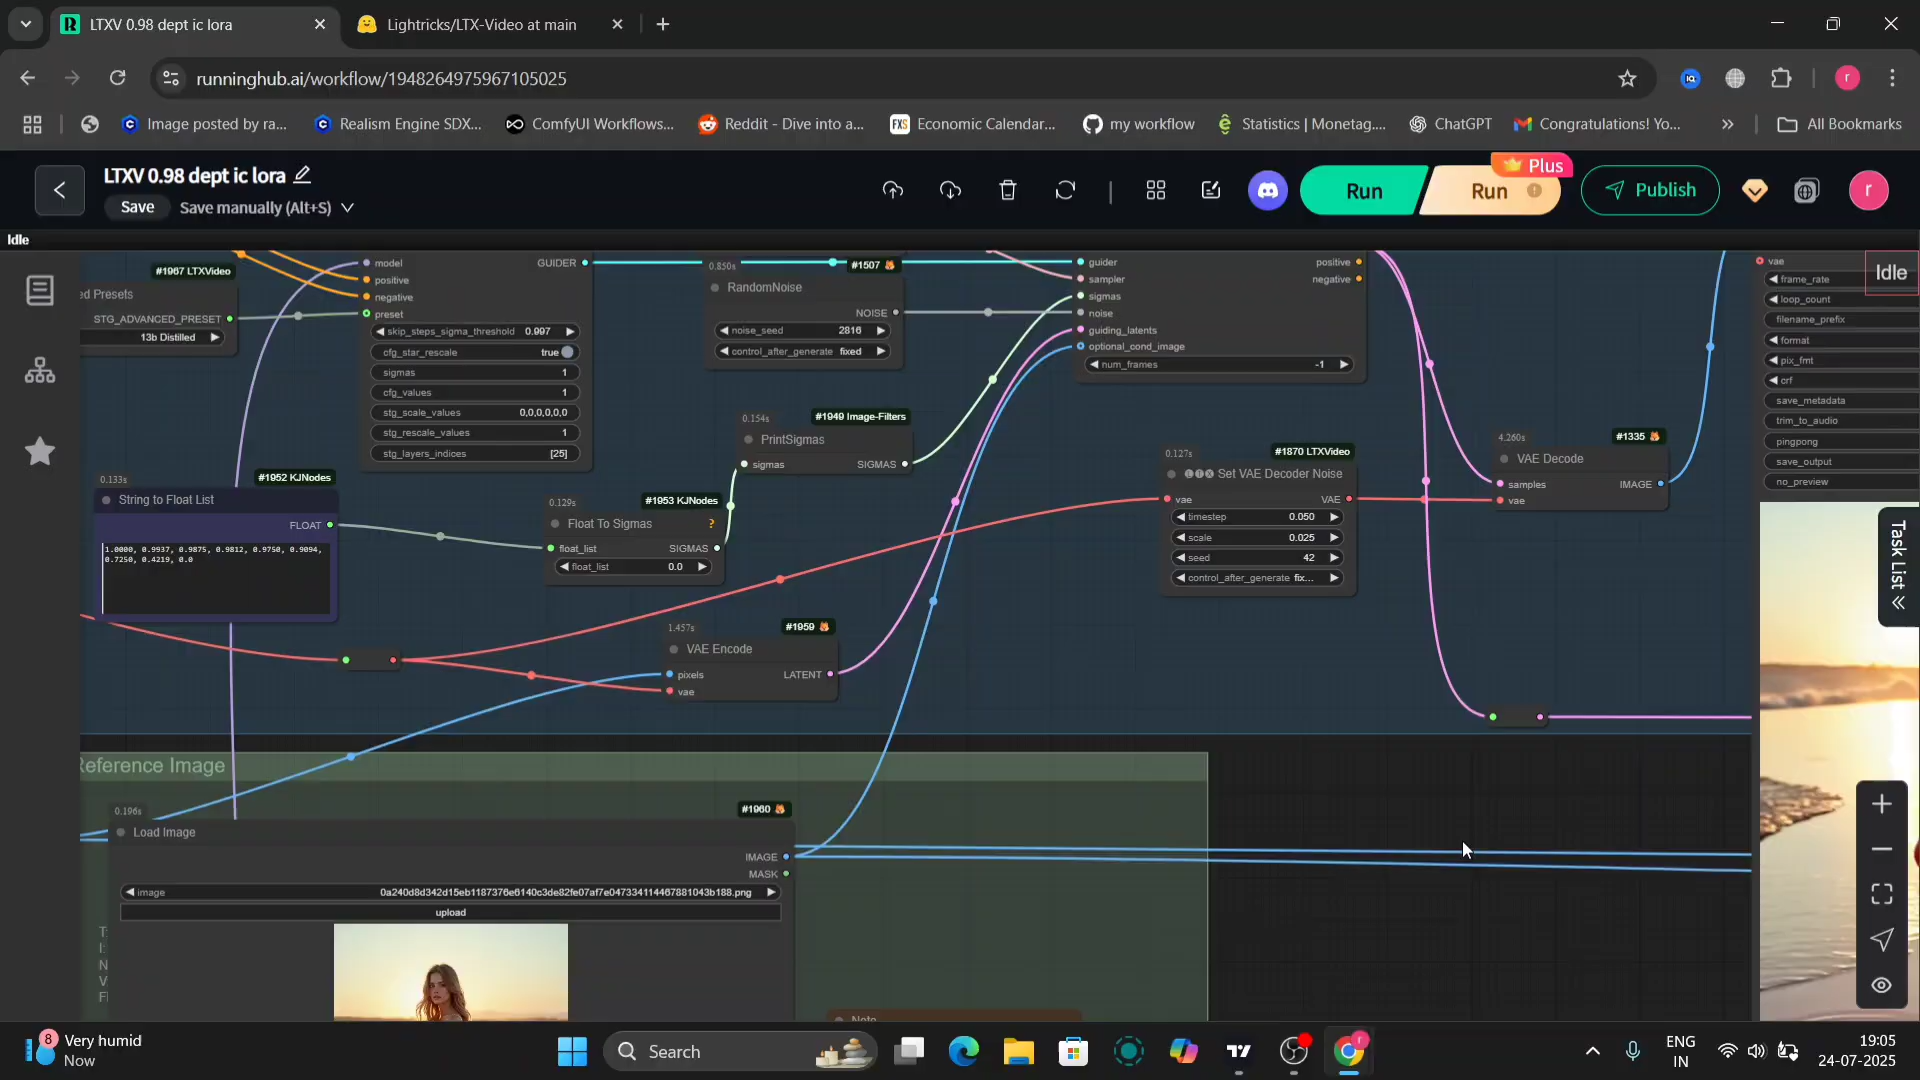 LTXV 0.98 dept ic lora
Lightricks/LTX-Video at main
runninghub.ai/workflow/1948264975967105025
Image posted by ra...
Realism Engine SDX...
ComfyUI Workflows...
Reddit - Dive into a...
FXS
Economic Calendar...
my workflow
Statistics | Monetag....
ChatGPT
Congratulations! Yo...
All Bookmarks
LTXV 0.98 dept ic lora
Save
Save manually (Alt+S)
Run
Plus
Run
Publish
r
Idle
Idle
#1967 LTXVideo
ed Presets
STG_ADVANCED_PRESET
13b Distilled
model
positive
negative
preset
GUIDER
skip_steps_sigma_threshold 0.997
cfg_star_rescale true
sigmas 1
cfg_values 1
stg_scale_values 0,0,0,0,0,0
stg_rescale_values 1
stg_layers_indices [25]
0.850s
#1507
RandomNoise
NOISE
noise_seed 2816
control_after_generate fixed
guider
sampler
sigmas
noise
guiding_latents
optional_cond_image
positive
negative
num_frames -1
vae
frame_rate
loop_count
filename_prefix
format
pix_fmt
crf
save_metadata
trim_to_audio
pingpong
save_output
no_preview
0.154s
#1949 Image-Filters
PrintSigmas
sigmas SIGMAS
0.133s
#1952 KJNodes
String to Float List
FLOAT
1.0000, 0.9937, 0.9875, 0.9812, 0.9750, 0.9094,
0.7250, 0.4219, 0.0
0.129s
#1953 KJNodes
Float To Sigmas ?
float_list SIGMAS
float_list 0.0
0.127s
#1870 LTXVideo
🅛🅣🅧 Set VAE Decoder Noise
vae VAE
timestep 0.050
scale 0.025
seed 42
control_after_generate fix...
4.260s
#1335
VAE Decode
samples IMAGE
vae
1.457s
#1959
VAE Encode
pixels LATENT
vae
Task List
Reference Image
0.196s
#1960
Load Image
IMAGE
MASK
image 0a240d8d342d15eb1187376e6140c3de82fe07af7e047334114467881043b188.png
upload
T:
I:
N
V
Fl
Note
8
Very humid
Now
Search
ENG
IN
19:05
24-07-2025